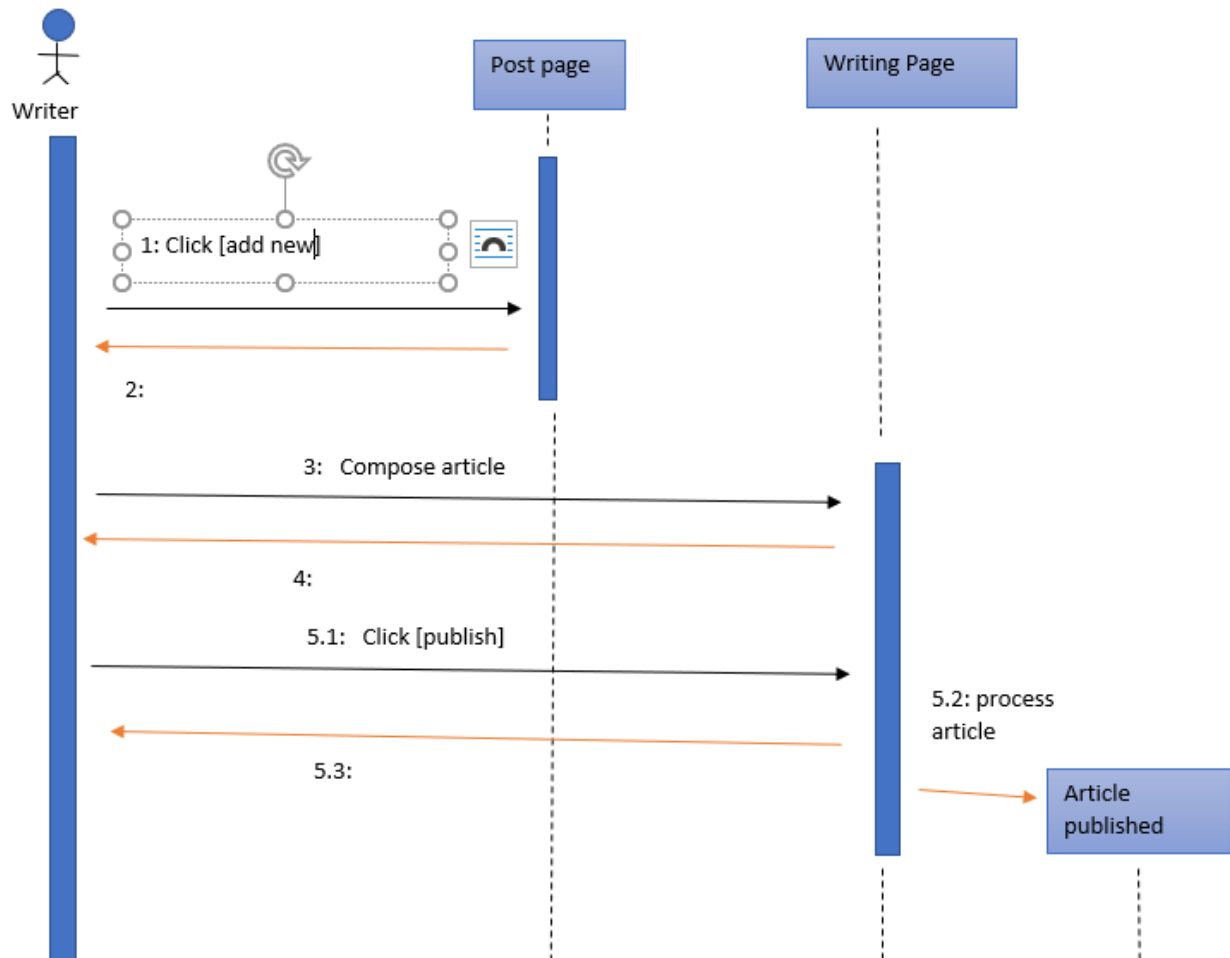 Post page
Writing Page
Writer
1: Click [add new]
2:
3:   Compose article
4:
5.1:   Click [publish]
5.2: process
article
5.3:
Article
published